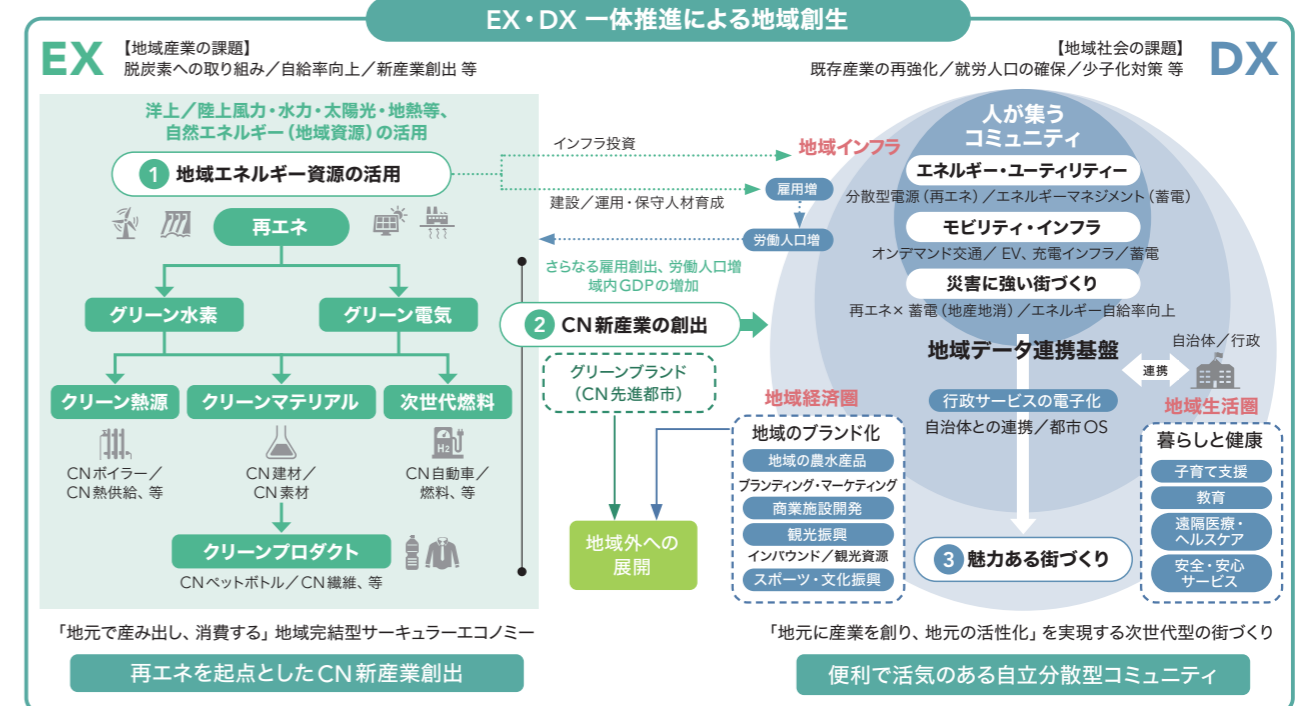 EX・DX 一体推進による地域創生
EX
【地域産業の課題】
脱炭素への取り組み／自給率向上／新産業創出 等
【地域社会の課題】
既存産業の再強化／就労人口の確保／少子化対策 等
DX
洋上／陸上風力・水力・太陽光・地熱等、
自然エネルギー（地域資源）の活用
1 地域エネルギー資源の活用
再エネ
グリーン水素
グリーン電気
クリーン熱源
クリーンマテリアル
次世代燃料
H2
CNボイラー／
CN熱供給、等
CN建材／
CN素材
CN自動車／
燃料、等
クリーンプロダクト
CNペットボトル／CN繊維、等
「地元で産み出し、消費する」地域完結型サーキュラーエコノミー
再エネを起点としたCN新産業創出
インフラ投資
地域インフラ
雇用増
建設／運用・保守人材育成
労働人口増
さらなる雇用創出、労働人口増
域内GDPの増加
2 CN新産業の創出
グリーンブランド
（CN先進都市）
地域外への
展開
人が集う
コミュニティ
エネルギー・ユーティリティー
分散型電源（再エネ）／エネルギーマネジメント（蓄電）
モビリティ・インフラ
オンデマンド交通／ EV、充電インフラ／蓄電
災害に強い街づくり
再エネ× 蓄電（地産地消）／エネルギー自給率向上
地域データ連携基盤
連携
自治体／行政
行政サービスの電子化
自治体との連携／都市OS
3 魅力ある街づくり
地域経済圏
地域のブランド化
地域の農水産品
ブランディング・マーケティング
商業施設開発
観光振興
インバウンド／観光資源
スポーツ・文化振興
地域生活圏
暮らしと健康
子育て支援
教育
遠隔医療・
ヘルスケア
安全・安心
サービス
「地元に産業を創り、地元の活性化」を実現する次世代型の街づくり
便利で活気のある自立分散型コミュニティ